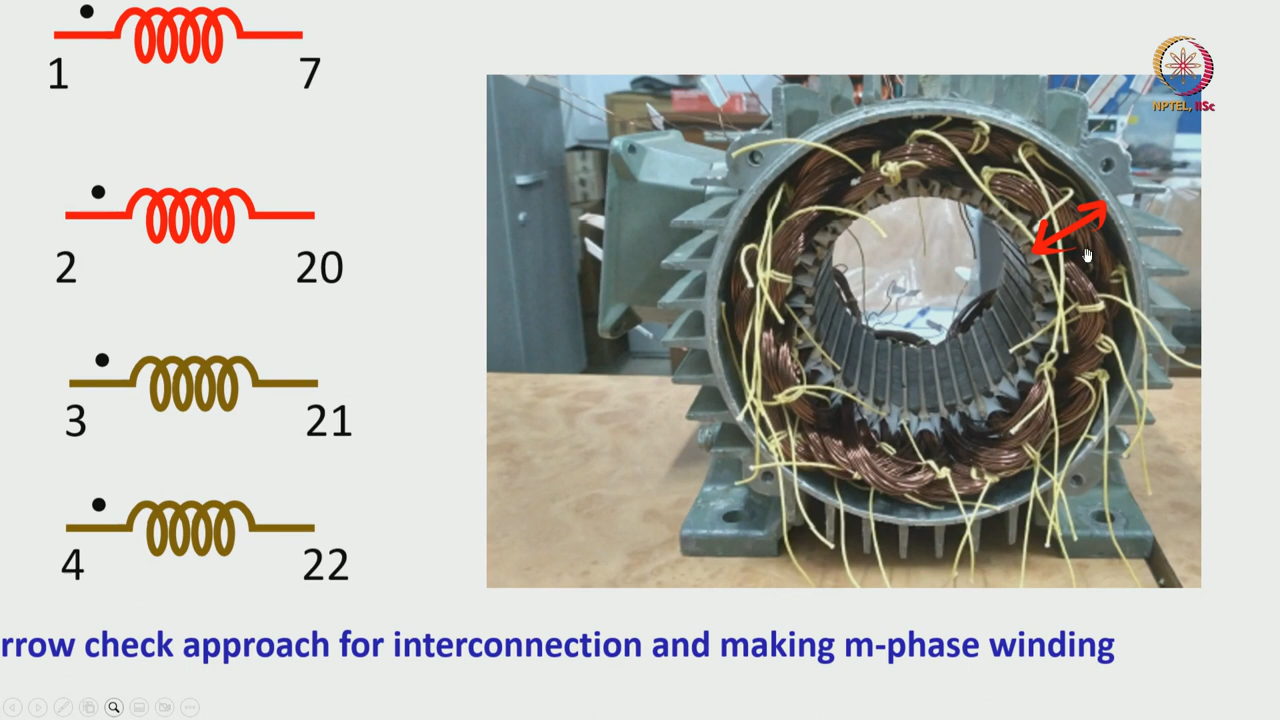 1 7
NPTEL, IISc
2 20
3 21
4 22
rrow check approach for interconnection and making m-phase winding